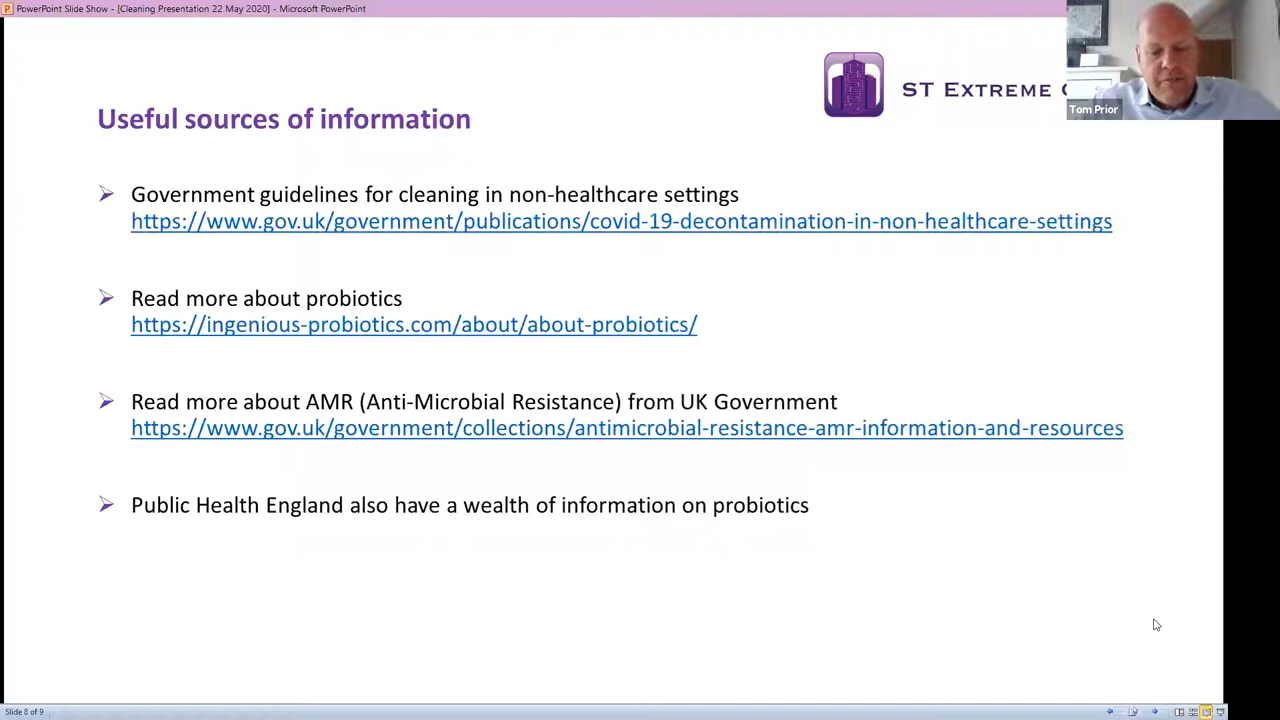 PowerPoint Slide Show - [Cleaning Presentation 22 May 2020] - Microsoft PowerPoint
ST EXTREME
Tom Prior
Useful sources of information
Government guidelines for cleaning in non-healthcare settings
https://www.gov.uk/government/publications/covid-19-decontamination-in-non-healthcare-settings
Read more about probiotics
https://ingenious-probiotics.com/about/about-probiotics/
Read more about AMR (Anti-Microbial Resistance) from UK Government
https://www.gov.uk/government/collections/antimicrobial-resistance-amr-information-and-resources
Public Health England also have a wealth of information on probiotics
Slide 8 of 9